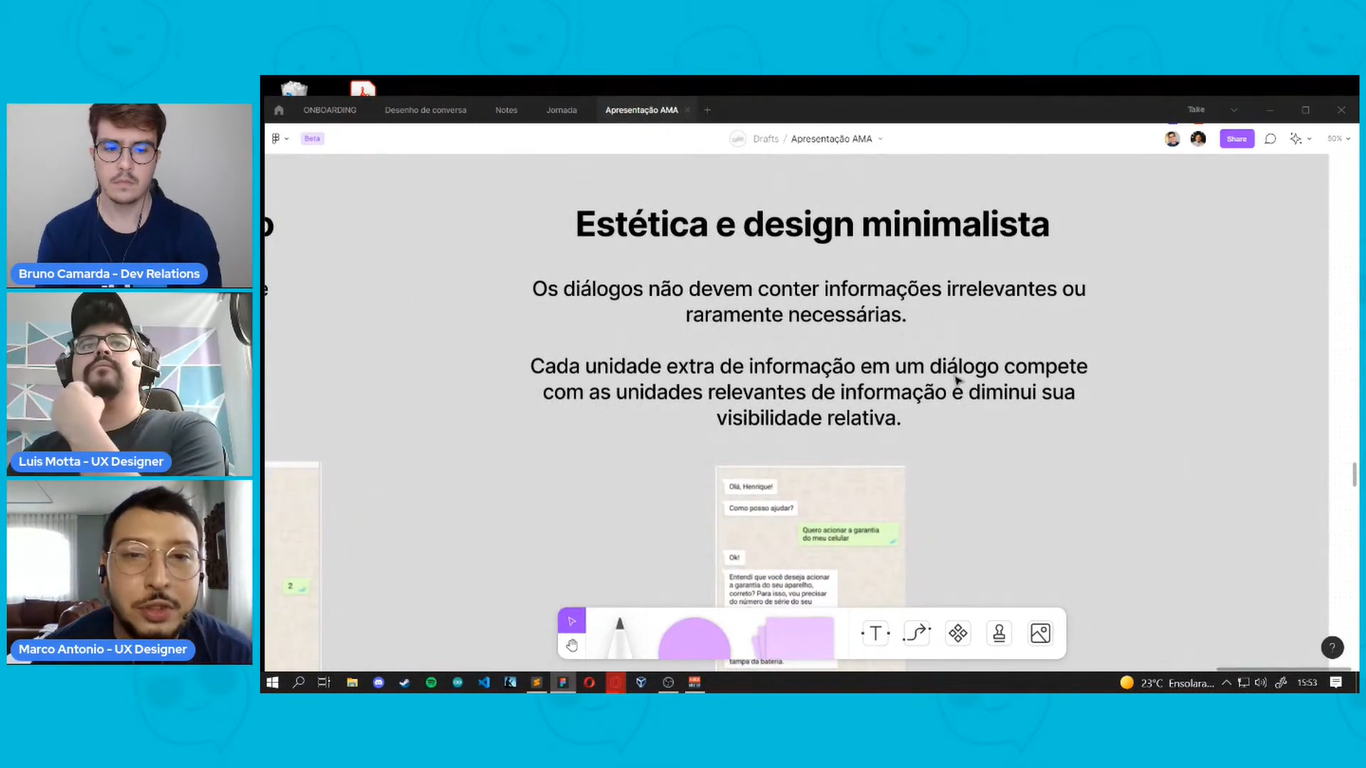 Bruno Camarda - Dev Relations
Luis Motta - UX Designer
Marco Antonio - UX Designer
ONBOARDING
Desenho de conversa
Notes
Jornada
Apresentação AMA
Take
Beta
Drafts / Apresentação AMA
Share
50%
o
e
Estética e design minimalista
Os diálogos não devem conter informações irrelevantes ou
raramente necessárias.
Cada unidade extra de informação em um diálogo compete
com as unidades relevantes de informação e diminui sua
visibilidade relativa.
2
Olá, Henrique!
Como posso ajudar?
Quero acionar a garantia
do meu celular
Ok!
Entendi que você deseja acionar
a garantia do seu aparelho,
correto? Para isso, vou precisar
do número de série do seu
tampa da bateria.
T
?
23°C Ensolara...
15:53